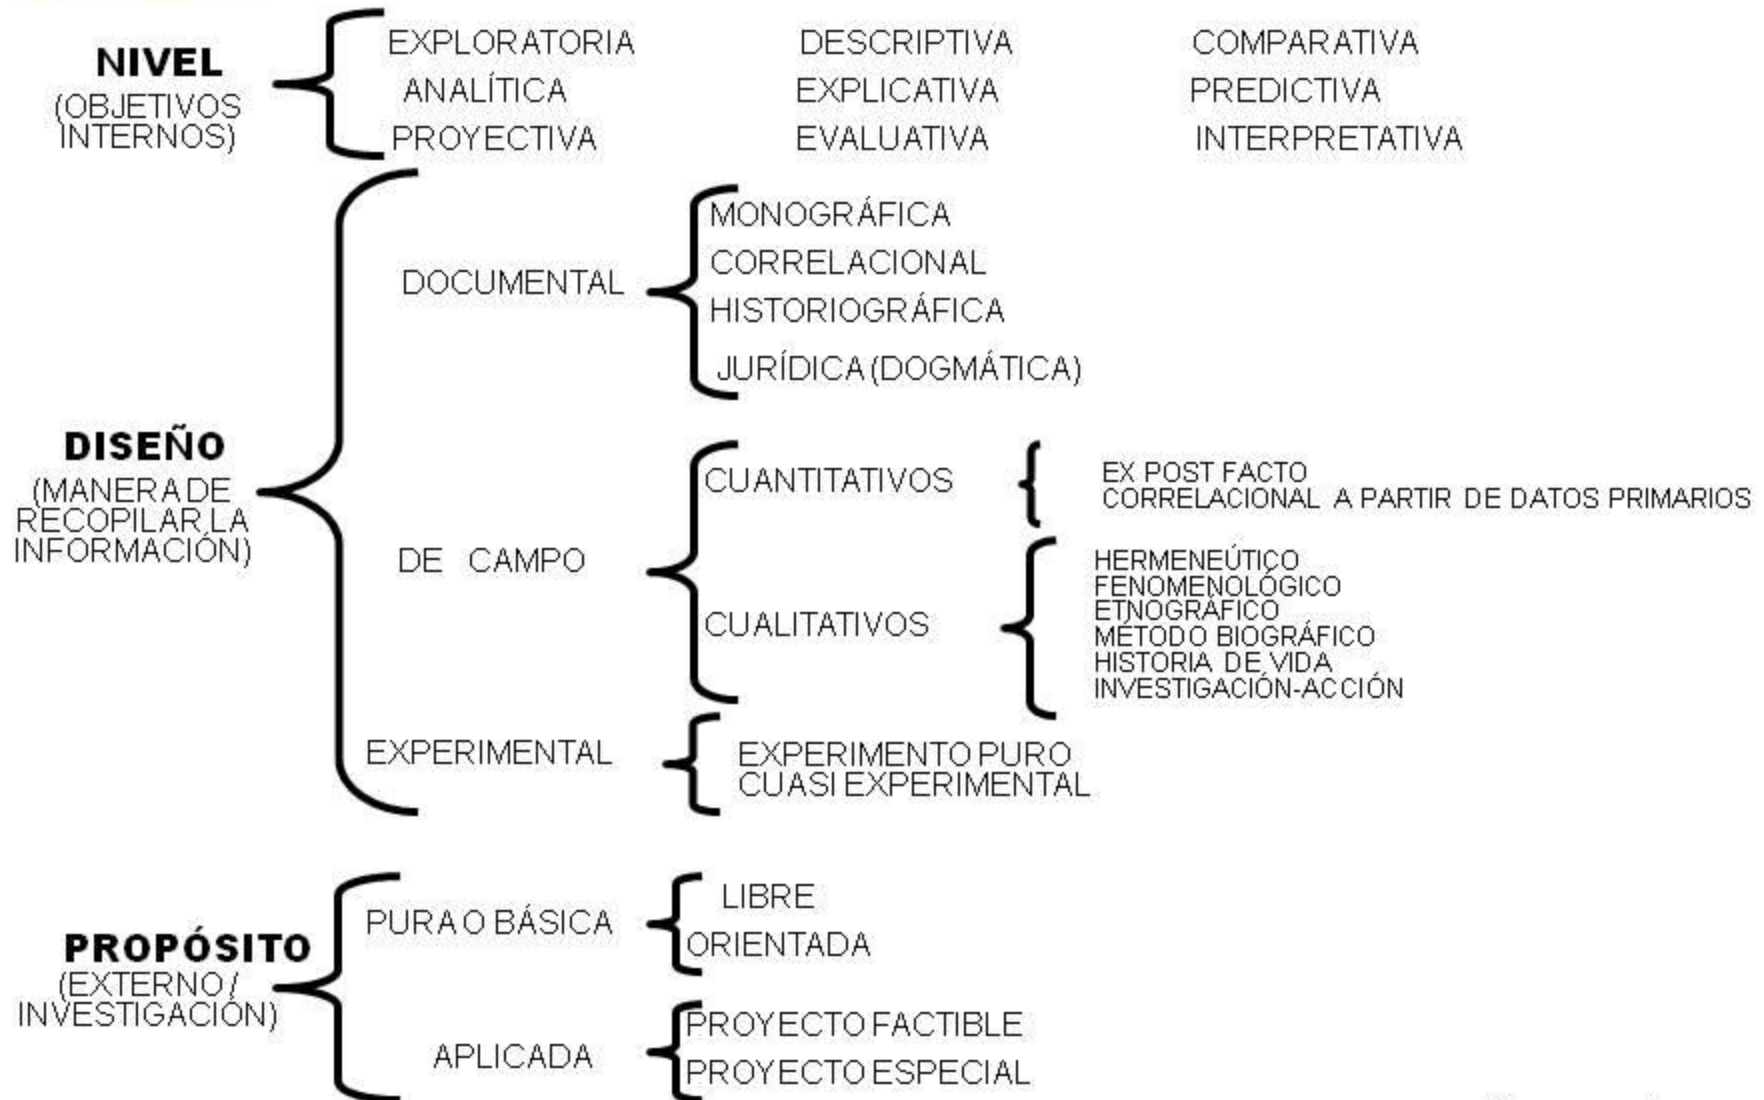 NIVEL
(OBJETIVOS
INTERNOS)
EXPLORATORIA DESCRIPTIVA COMPARATIVA
ANALÍTICA EXPLICATIVA PREDICTIVA
PROYECTIVA EVALUATIVA INTERPRETATIVA
DISEÑO
(MANERA DE
RECOPILAR LA
INFORMACIÓN)
DOCUMENTAL
MONOGRÁFICA
CORRELACIONAL
HISTORIOGRÁFICA
JURÍDICA (DOGMÁTICA)
DE CAMPO
CUANTITATIVOS
EX POST FACTO
CORRELACIONAL A PARTIR DE DATOS PRIMARIOS
CUALITATIVOS
HERMENEÚTICO
FENOMENOLÓGICO
ETNOGRÁFICO
MÉTODO BIOGRÁFICO
HISTORIA DE VIDA
INVESTIGACIÓN-ACCIÓN
EXPERIMENTAL
EXPERIMENTO PURO
CUASI EXPERIMENTAL
PROPÓSITO
(EXTERNO /
INVESTIGACIÓN)
PURA O BÁSICA
LIBRE
ORIENTADA
APLICADA
PROYECTO FACTIBLE
PROYECTO ESPECIAL